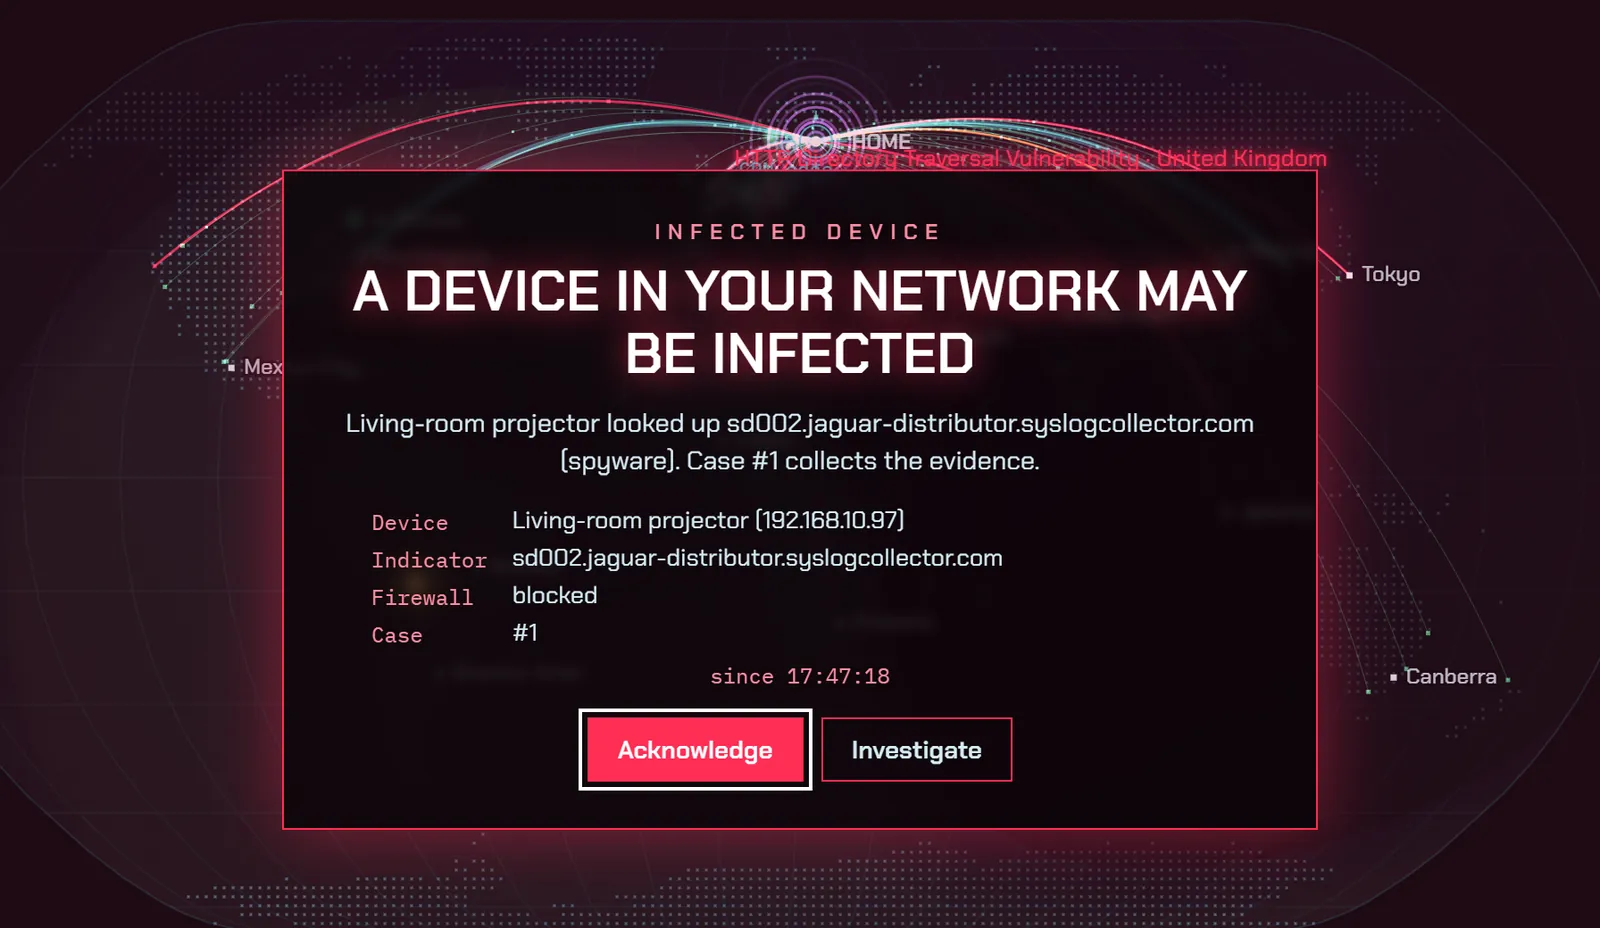 HOME
HTTP Directory Traversal Vulnerability · United Kingdom
INFECTED DEVICE
A DEVICE IN YOUR NETWORK MAY
BE INFECTED
Tokyo
Mex
Living-room projector looked up sd002.jaguar-distributor.syslogcollector.com
(spyware). Case #1 collects the evidence.
Device Living-room projector (192.168.10.97)
Indicator sd002.jaguar-distributor.syslogcollector.com
Firewall blocked
Case #1
since 17:47:18
Canberra
Acknowledge Investigate